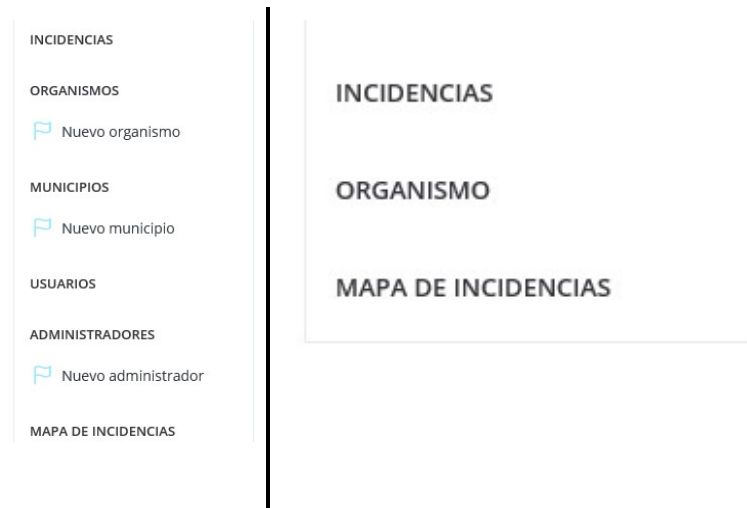 INCIDENCIAS
ORGANISMOS
Nuevo organismo
MUNICIPIOS
Nuevo municipio
USUARIOS
ADMINISTRADORES
Nuevo administrador
MAPA DE INCIDENCIAS
INCIDENCIAS
ORGANISMO
MAPA DE INCIDENCIAS